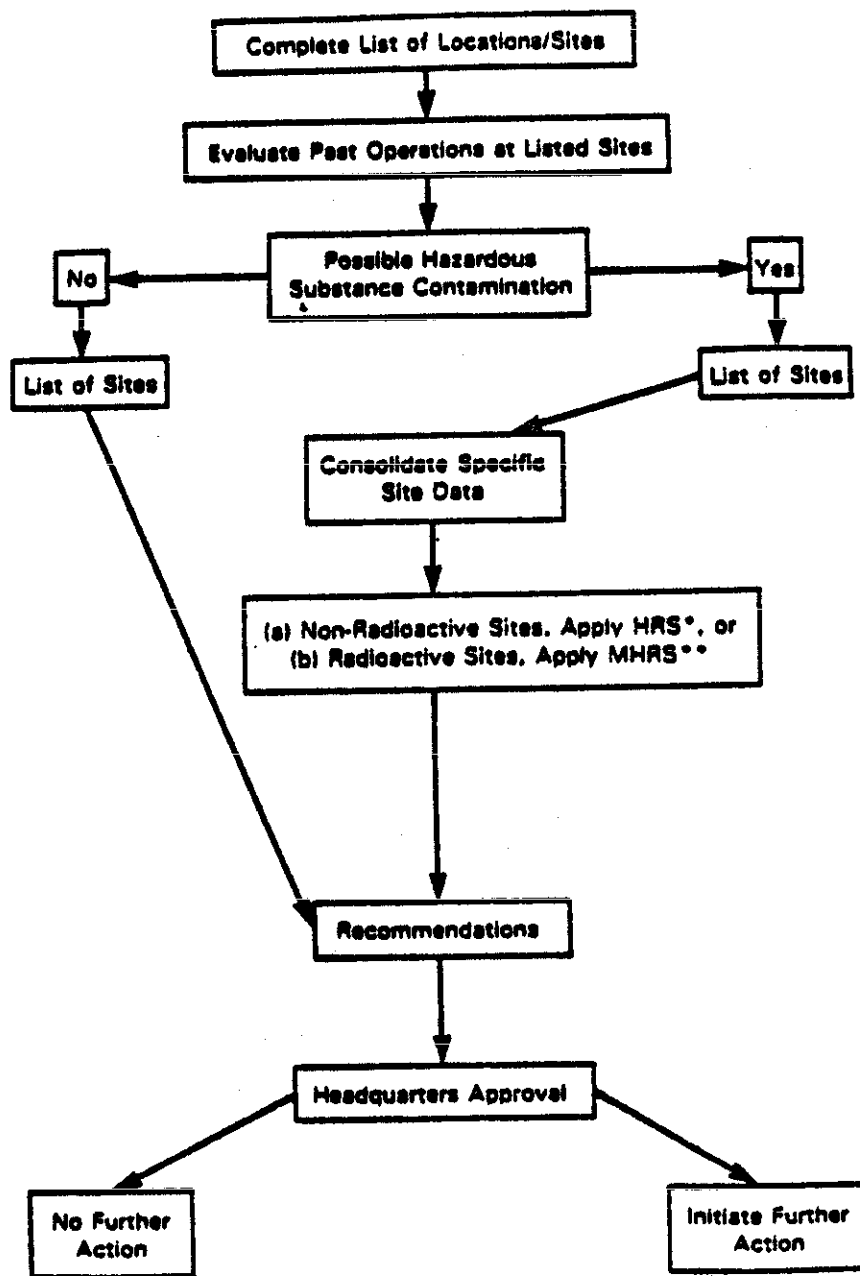 Complete List of Locations/Sites
Evaluate Past Operations at Listed Sites
Possible Hazardous
Substance Contamination
No
Yes
List of Sites
List of Sites
Consolidate Specific
Site Data
(a) Non-Radioactive Sites, Apply HRS*, or
(b) Radioactive Sites, Apply MHRS**
Recommendations
Headquarters Approval
No Further
Action
Initiate Further
Action